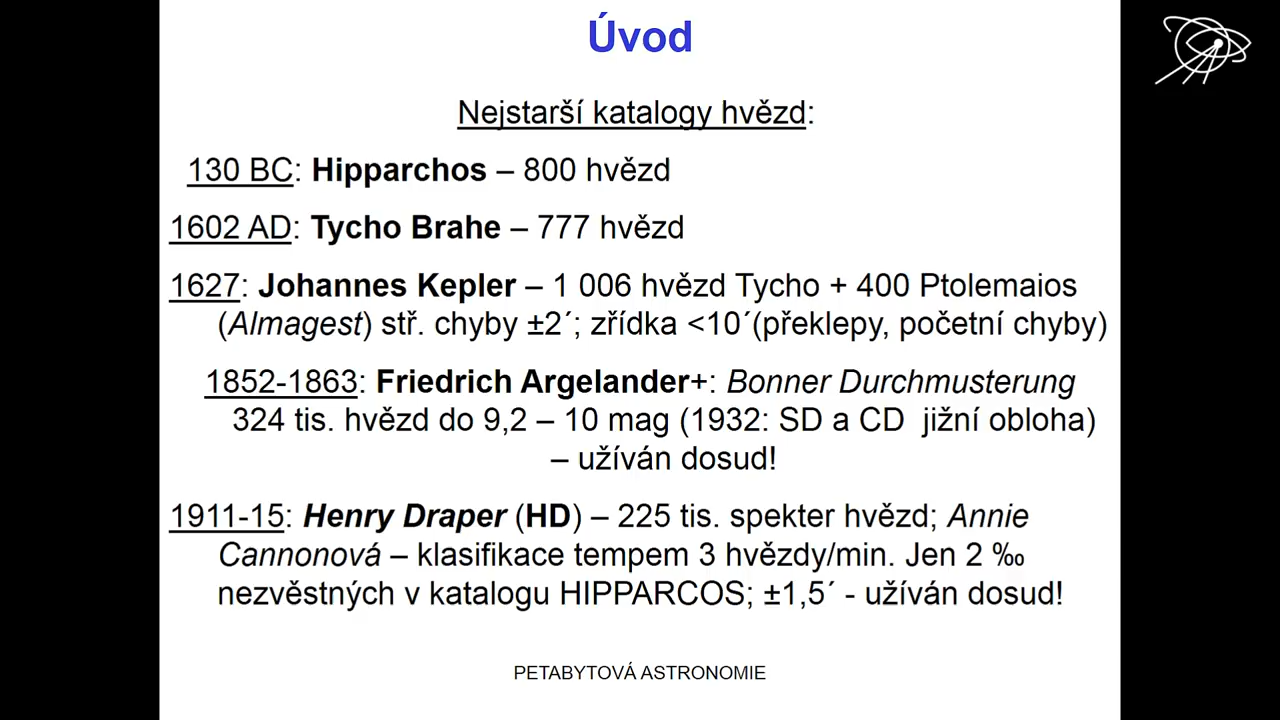 Úvod
Nejstarší katalogy hvězd:
130 BC: Hipparchos – 800 hvězd
1602 AD: Tycho Brahe – 777 hvězd
1627: Johannes Kepler – 1 006 hvězd Tycho + 400 Ptolemaios
(Almagest) stř. chyby ±2´; zřídka <10´(překlepy, početní chyby)
1852-1863: Friedrich Argelander+: Bonner Durchmusterung
324 tis. hvězd do 9,2 – 10 mag (1932: SD a CD jižní obloha)
– užíván dosud!
1911-15: Henry Draper (HD) – 225 tis. spekter hvězd; Annie
Cannonová – klasifikace tempem 3 hvězdy/min. Jen 2 ‰
nezvěstných v katalogu HIPPARCOS; ±1,5´ - užíván dosud!
PETABYTOVÁ ASTRONOMIE